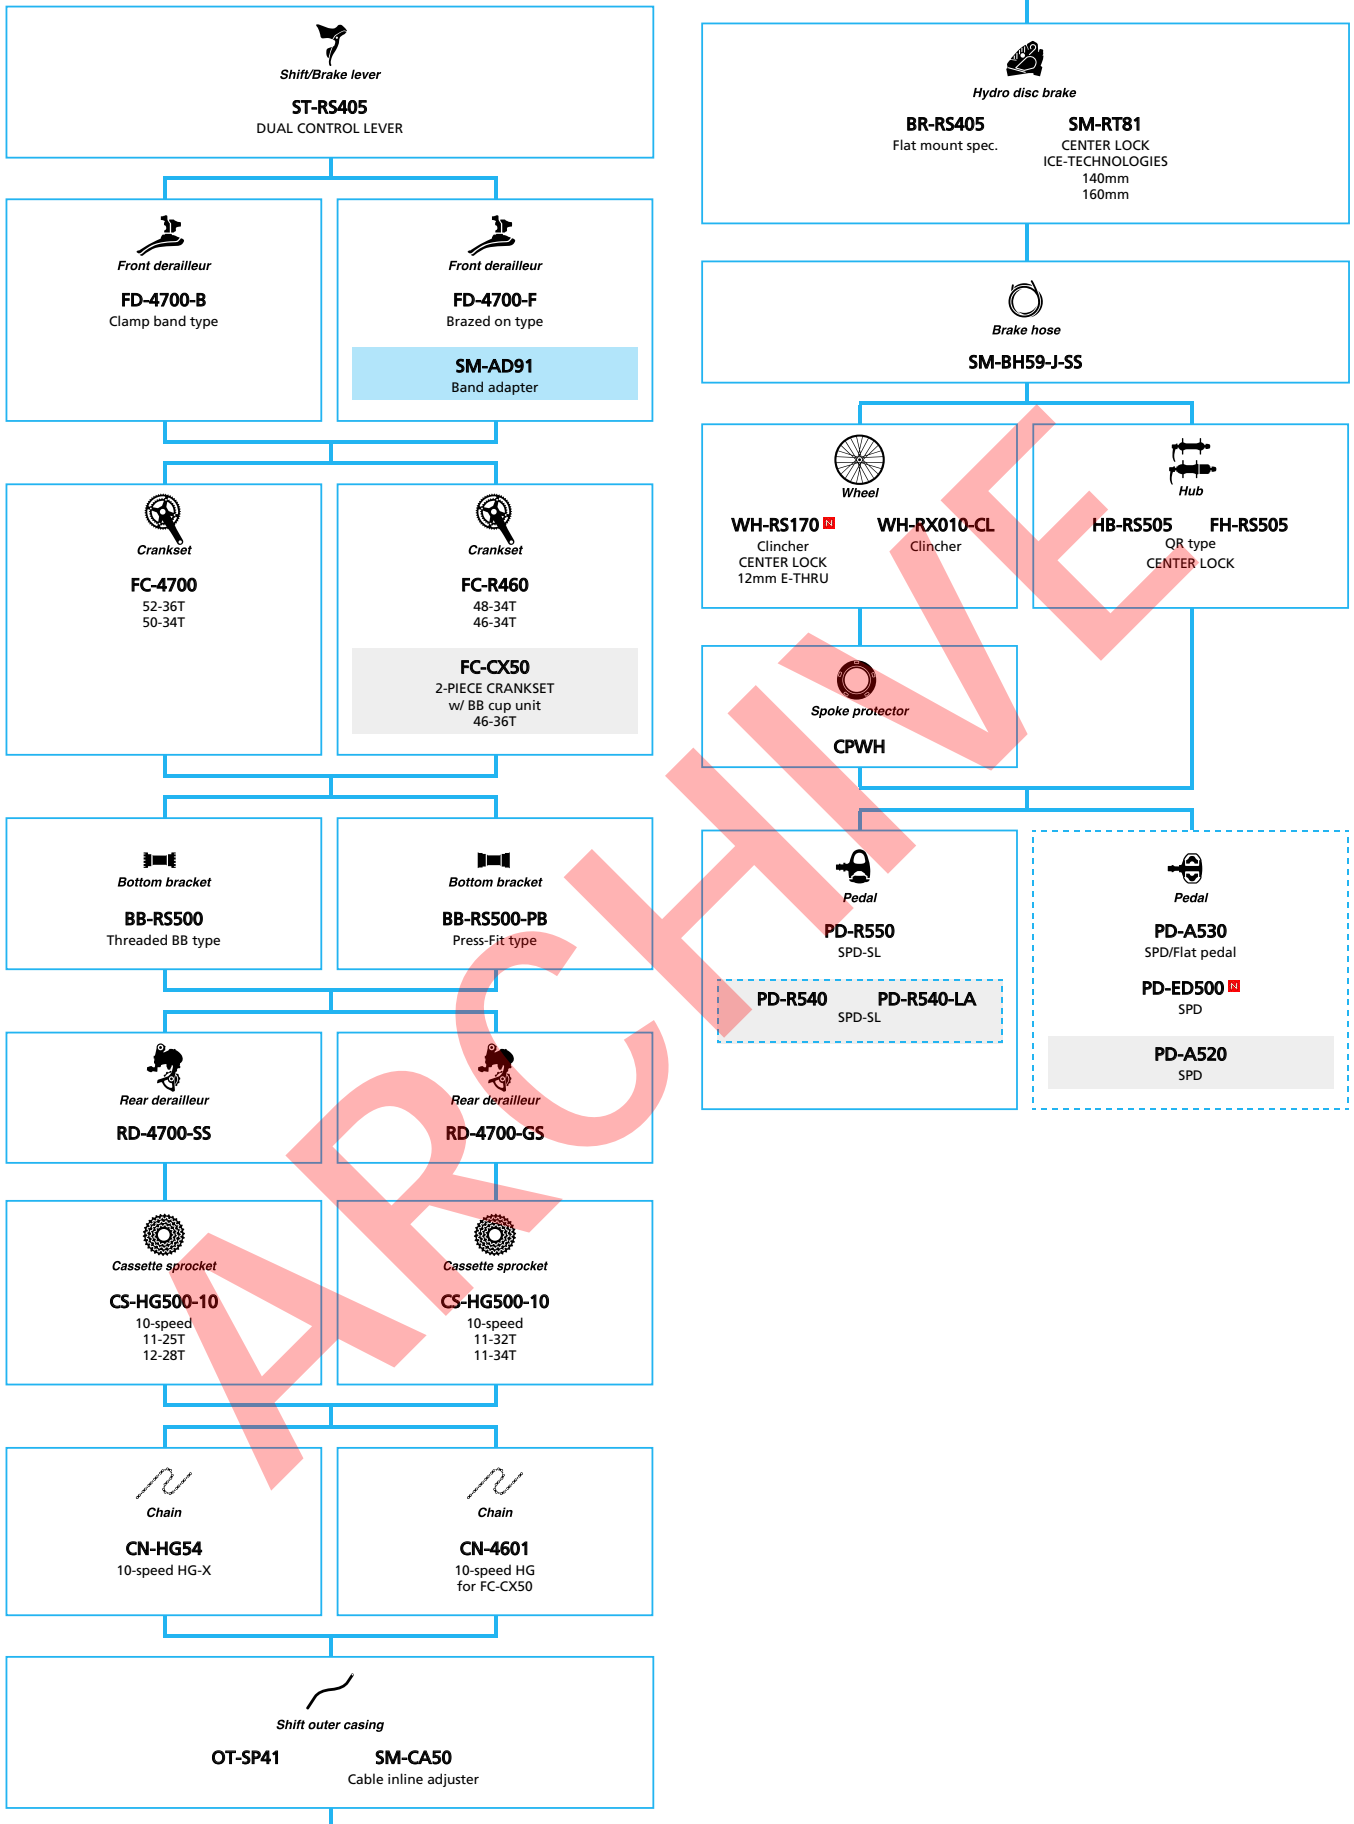 Shift/Brake lever
ST-RS405
DUAL CONTROL LEVER
Front derailleur
FD-4700-B
Clamp band type
Front derailleur
FD-4700-F
Brazed on type
SM-AD91
Band adapter
Crankset
FC-4700
52-36T
50-34T
Crankset
FC-R460
48-34T
46-34T
FC-CX50
2-PIECE CRANKSET
w/ BB cup unit
46-36T
Bottom bracket
BB-RS500
Threaded BB type
Bottom bracket
BB-RS500-PB
Press-Fit type
Rear derailleur
RD-4700-SS
Rear derailleur
RD-4700-GS
Cassette sprocket
CS-HG500-10
10-speed
11-25T
12-28T
Cassette sprocket
CS-HG500-10
10-speed
11-32T
11-34T
Chain
CN-HG54
10-speed HG-X
Chain
CN-4601
10-speed HG
for FC-CX50
Shift outer casing
OT-SP41
SM-CA50
Cable inline adjuster
Hydro disc brake
BR-RS405
Flat mount spec.
SM-RT81
CENTER LOCK
ICE-TECHNOLOGIES
140mm
160mm
Brake hose
SM-BH59-J-SS
Wheel
WH-RS170 N
Clincher
CENTER LOCK
12mm E-THRU
WH-RX010-CL
Clincher
Hub
HB-RS505 FH-RS505
QR type
CENTER LOCK
Spoke protector
CPWH
Pedal
PD-R550
SPD-SL
PD-R540 PD-R540-LA
SPD-SL
Pedal
PD-A530
SPD/Flat pedal
PD-ED500 N
SPD
PD-A520
SPD
ARCHIVE